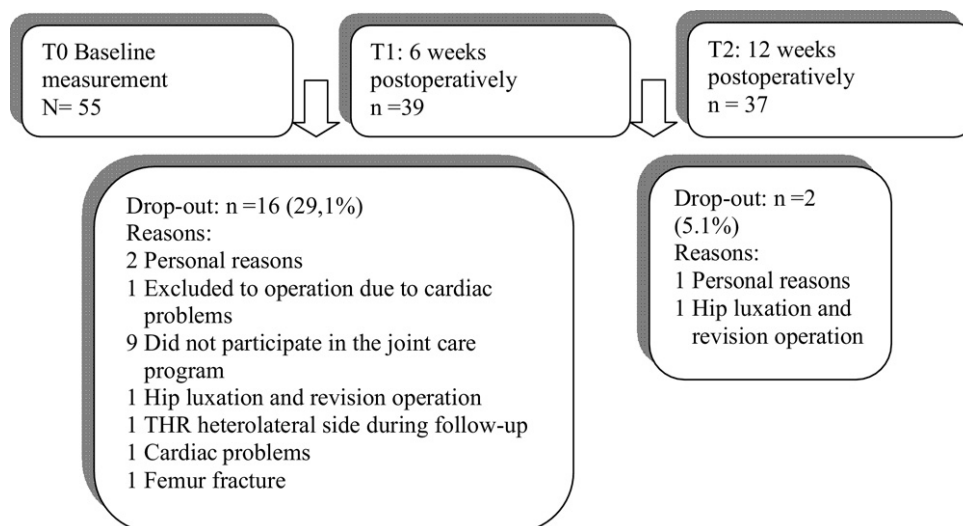 T0 Baseline
measurement
N= 55
T1: 6 weeks
postoperatively
n =39
T2: 12 weeks
postoperatively
n = 37
Drop-out: n =16 (29,1%)
Reasons:
2 Personal reasons
1 Excluded to operation due to cardiac
problems
9 Did not participate in the joint care
program
1 Hip luxation and revision operation
1 THR heterolateral side during follow-up
1 Cardiac problems
1 Femur fracture
Drop-out: n =2
(5.1%)
Reasons:
1 Personal reasons
1 Hip luxation and
revision operation